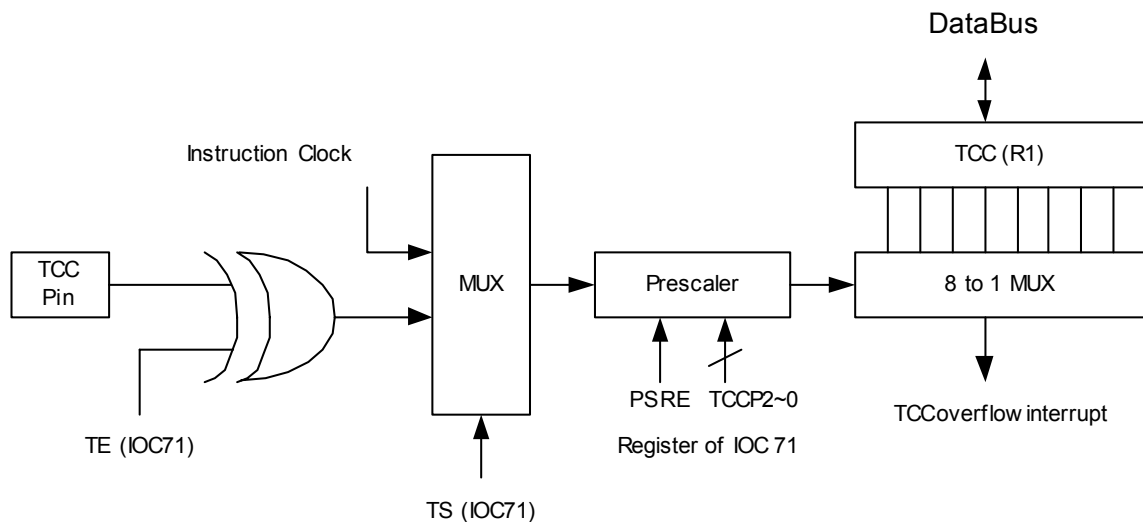 DataBus
TCC (R1)
Instruction Clock
TCC
Pin
MUX
Prescaler
8 to 1 MUX
PSRE TCCP2~0
TCCoverflow interrupt
TE (IOC71)
Register of IOC 71
TS (IOC71)